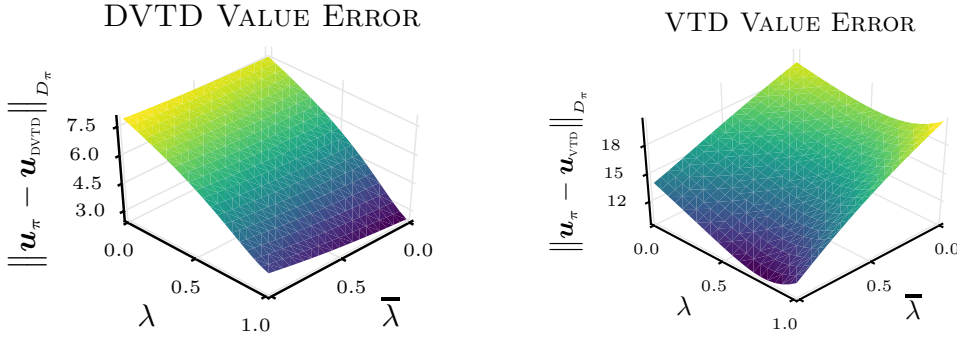 DVTD VALUE ERROR
‖𝒖_π − 𝒖_DVTD‖_{D_π}
7.5
6.0
4.5
3.0
0.0
0.5
1.0
λ
0.0
0.5
λ̅
VTD VALUE ERROR
‖𝒖_π − 𝒖_VTD‖_{D_π}
18
15
12
0.0
0.5
1.0
λ
0.0
0.5
λ̅